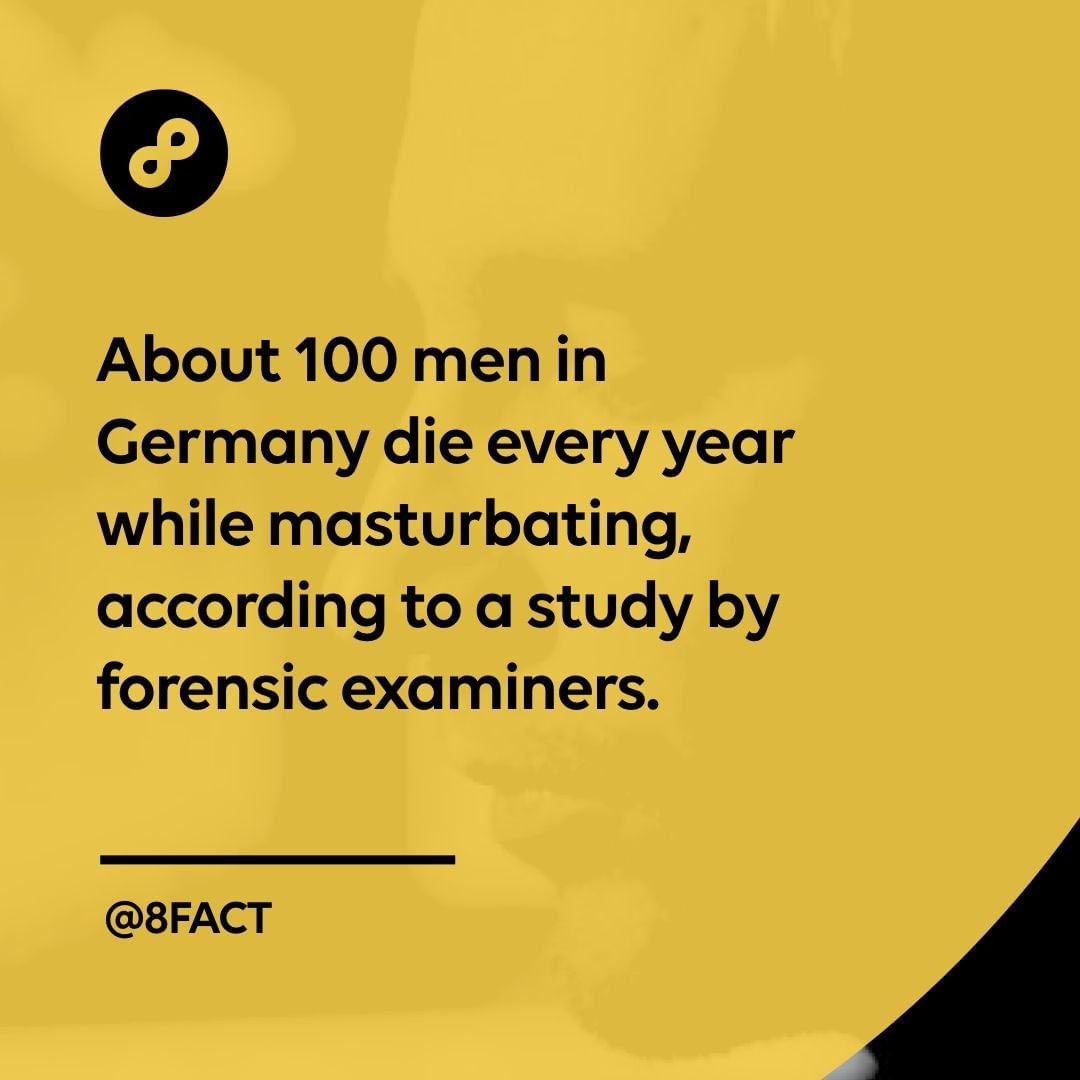 About 100 men in
Germany die every year
while masturbating,
according to a study by
forensic examiners.
@8FACT